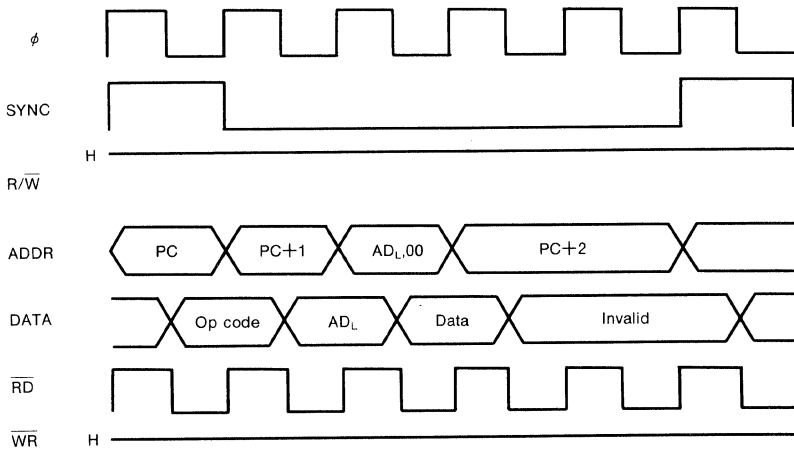 ϕ
SYNC
H
R/W̅
ADDR PC PC+1 AD_L,00 PC+2
DATA Op code AD_L Data Invalid
R̅D̅
W̅R̅ H